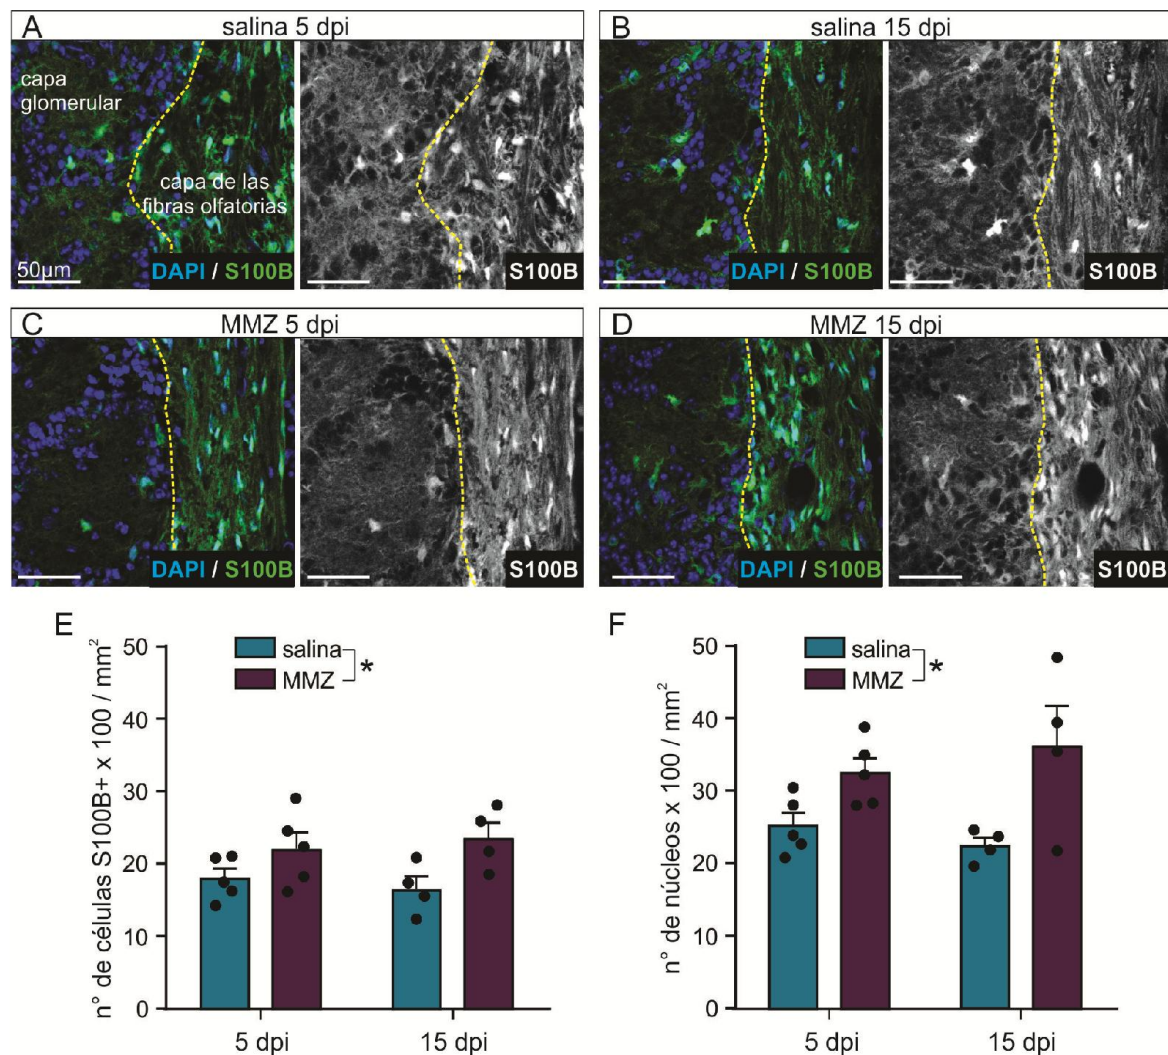 A
salina 5 dpi
capa
glomerular
capa de las
fibras olfatorias
50µm
DAPI / S100B
S100B
B
salina 15 dpi
DAPI / S100B
S100B
C
MMZ 5 dpi
DAPI / S100B
S100B
D
MMZ 15 dpi
DAPI / S100B
S100B
E
n° de células S100B+ x 100 / mm²
50
40
30
20
10
0
salina
MMZ
*
5 dpi
15 dpi
F
n° de núcleos x 100 / mm²
50
40
30
20
10
0
salina
MMZ
*
5 dpi
15 dpi